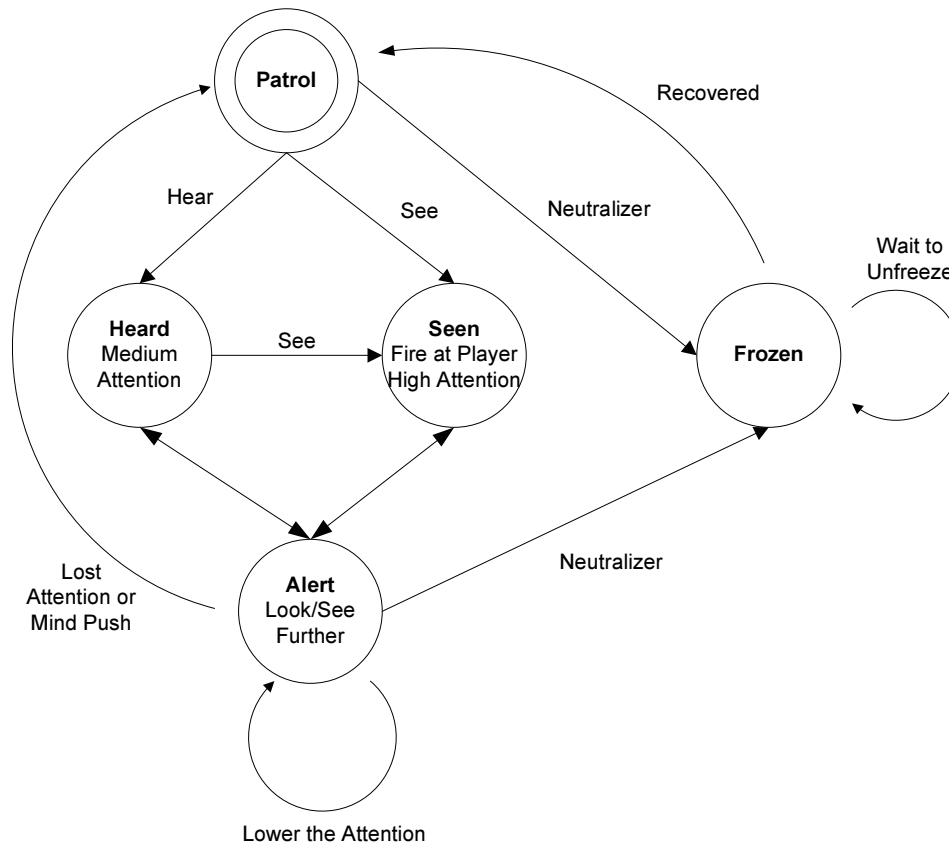 Patrol
Recovered
Hear
See
Neutralizer
Wait to
Unfreeze
Heard
Medium
Attention
See
Seen
Fire at Player
High Attention
Frozen
Lost
Attention or
Mind Push
Alert
Look/See
Further
Neutralizer
Lower the Attention